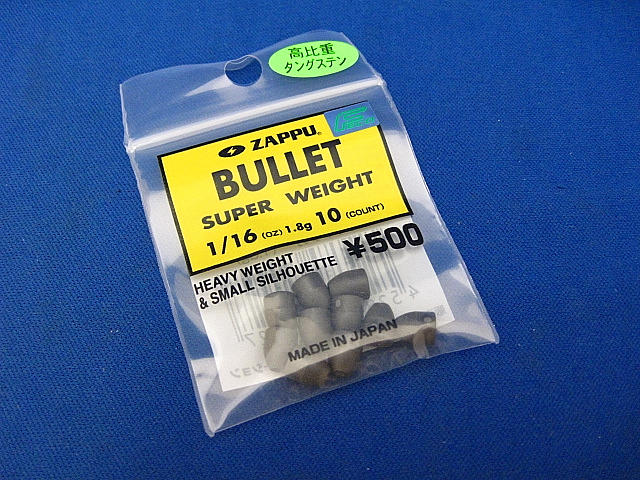 高比重
タングステン
ZAPPU®
BULLET
SUPER WEIGHT
1/16 (OZ) 1.8g 10 (COUNT)
¥500
HEAVY WEIGHT
& SMALL SILHOUETTE
MADE IN JAPAN